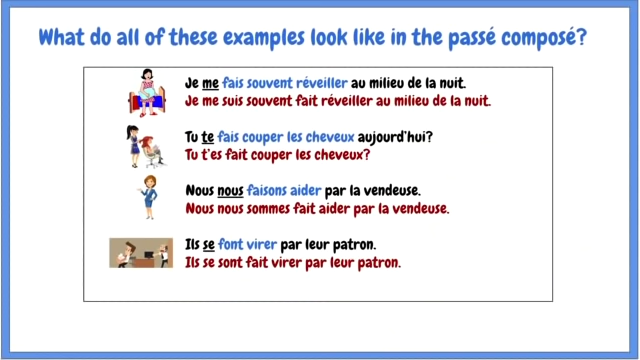 What do all of these examples look like in the passé composé?
Je me fais souvent réveiller au milieu de la nuit.
Je me suis souvent fait réveiller au milieu de la nuit.
Tu te fais couper les cheveux aujourd'hui?
Tu t'es fait couper les cheveux?
Nous nous faisons aider par la vendeuse.
Nous nous sommes fait aider par la vendeuse.
Ils se font virer par leur patron.
Ils se sont fait virer par leur patron.